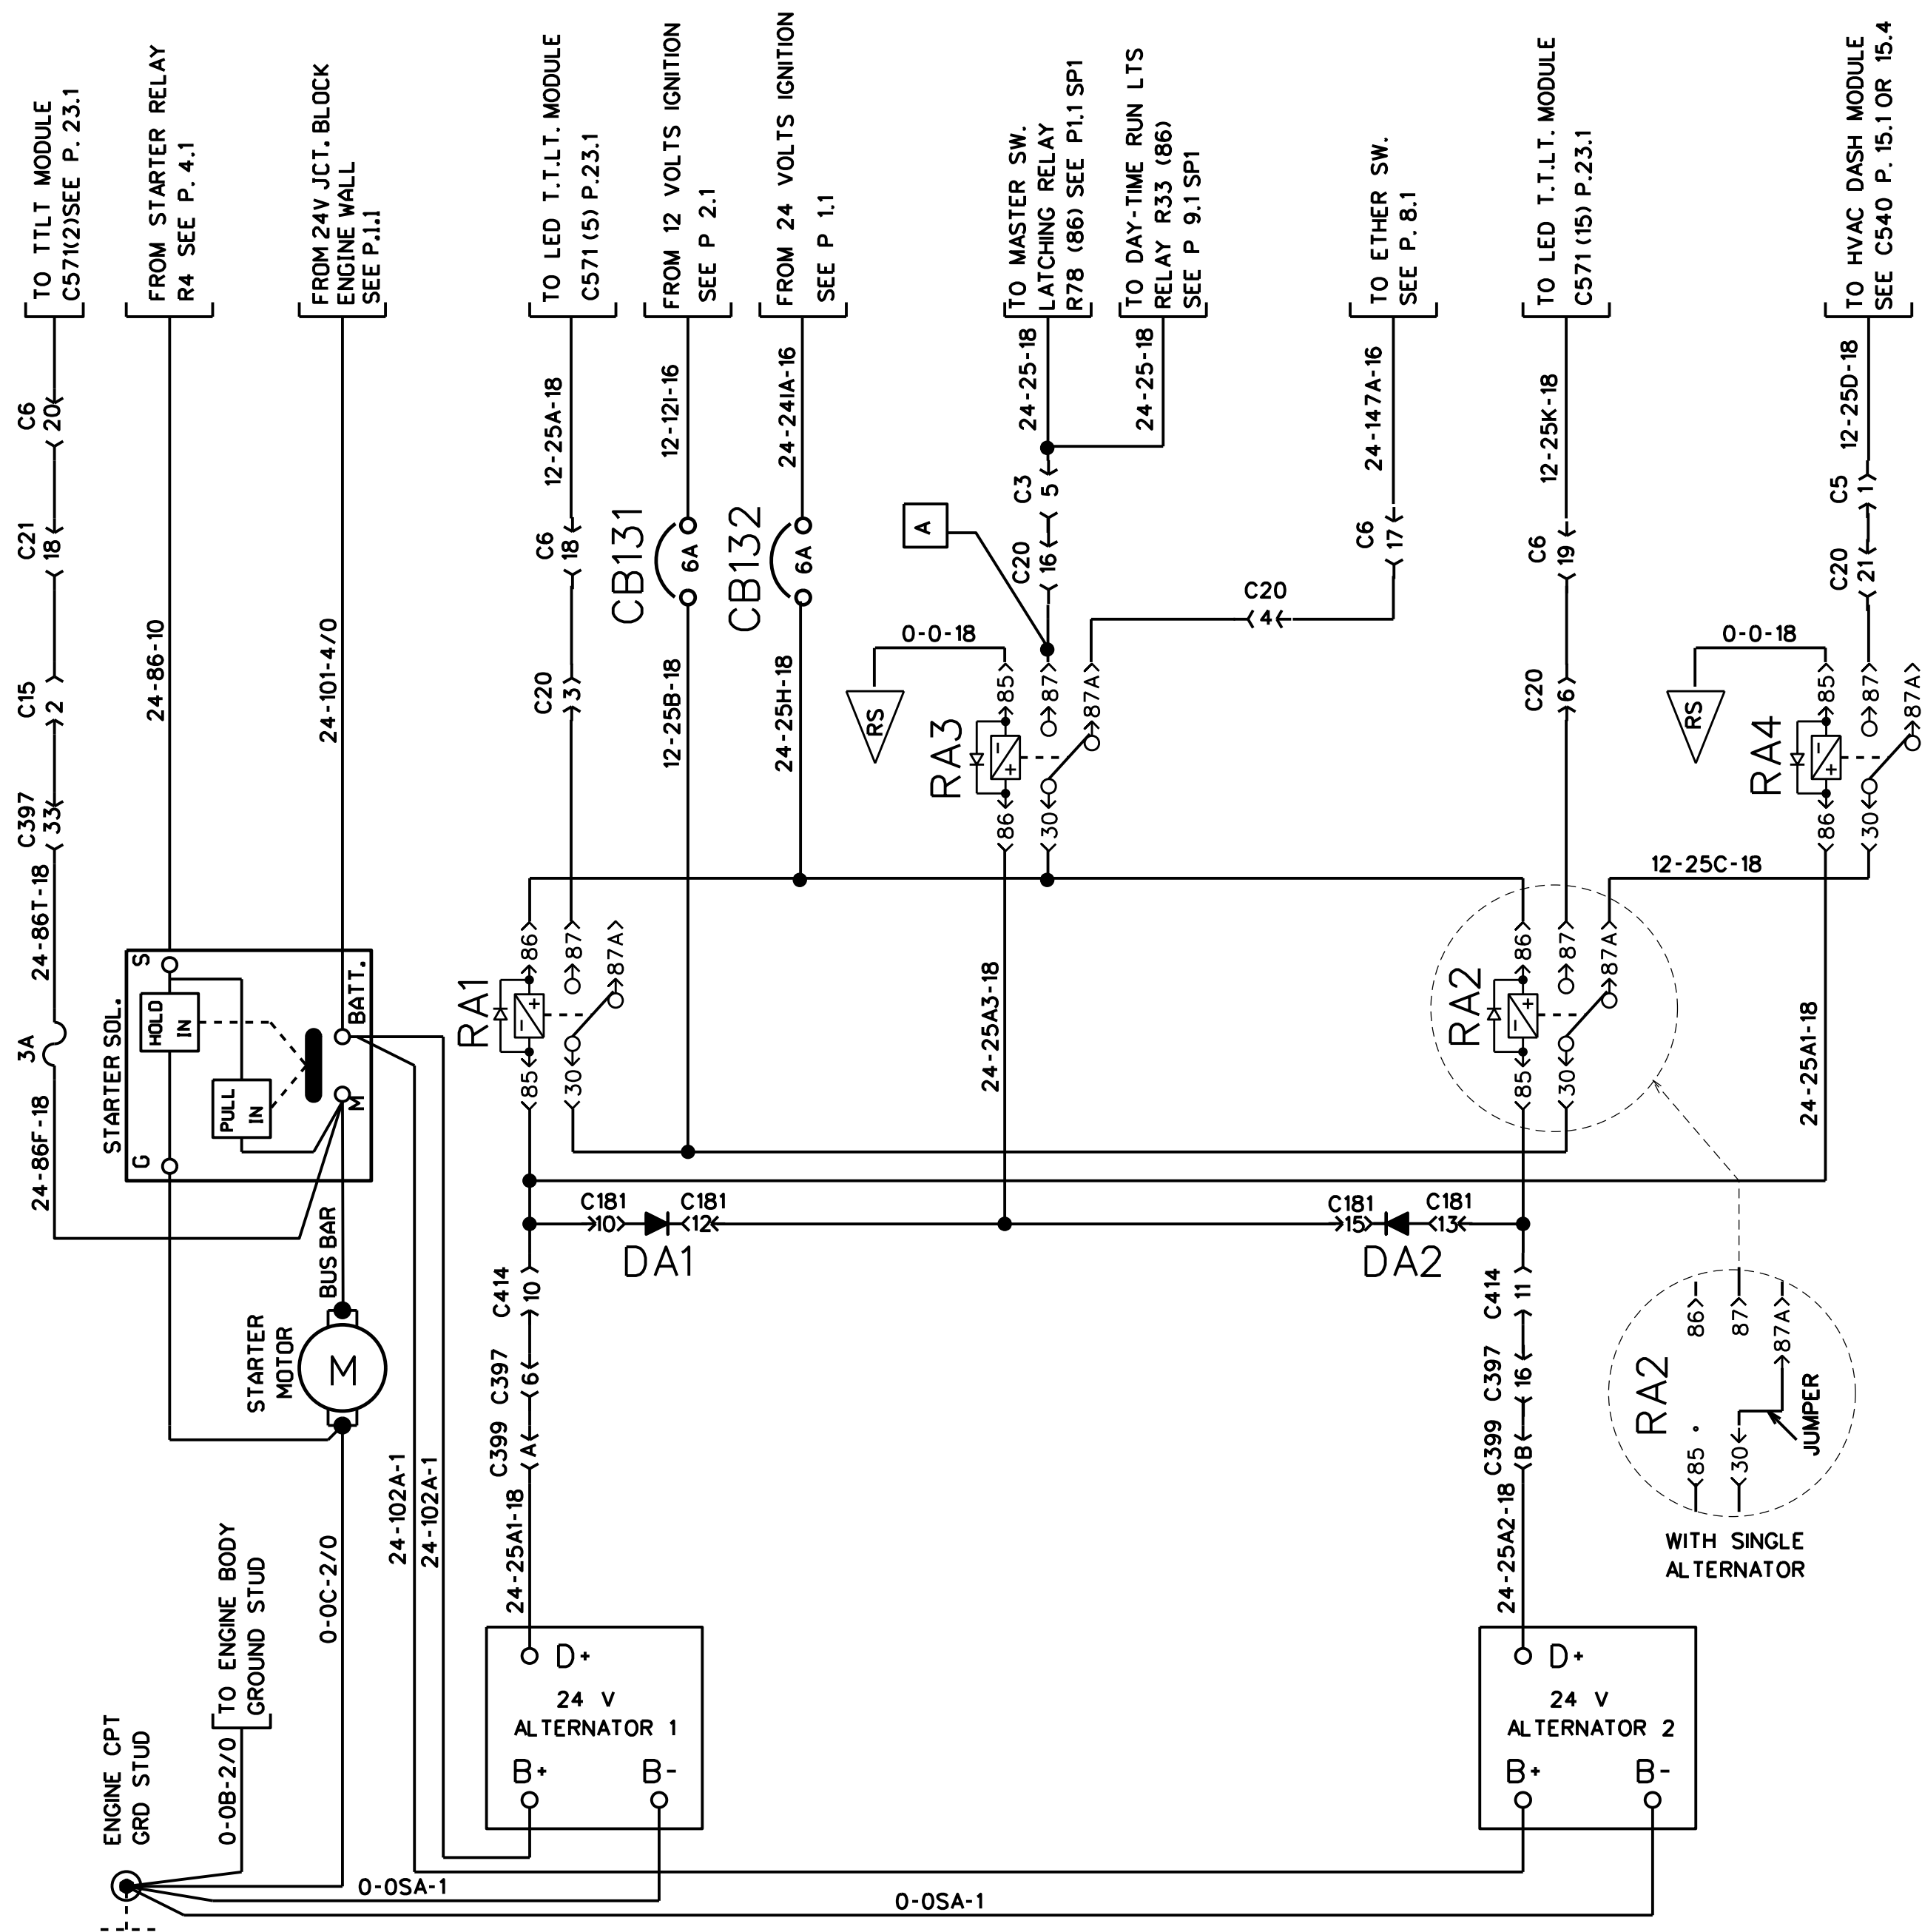 TO TTLT MODULE
C571(2)SEE P. 23.1
FROM STARTER RELAY
R4 SEE P. 4.1
FROM 24V JCT. BLOCK
ENGINE WALL
SEE P.1.1
TO LED T.T.LT. MODULE
C571 (5) P.23.1
FROM 12 VOLTS IGNITION
SEE P 2.1
FROM 24 VOLTS IGNITION
SEE P 1.1
TO MASTER SW.
LATCHING RELAY
R78 (86) SEE P1.1 SP1
TO DAY-TIME RUN LTS
RELAY R33 (86)
SEE P 9.1 SP1
TO ETHER SW.
SEE P. 8.1
TO LED T.T.LT. MODULE
C571 (15) P.23.1
TO HVAC DASH MODULE
SEE C540 P. 15.1 OR 15.4
C6
20
C21
18
C15
2
C397
33
24-86T-18
3A
24-86F-18
24-86-10
24-101-4/0
12-25A-18
C6
18
C20
3
12-12I-16
CB131
6A
12-25B-18
24-24IA-16
CB132
6A
24-25H-18
24-25-18
24-25-18
C3
5
A
C20
16
24-147A-16
C6
17
C20
4
12-25K-18
C6
19
C20
6
12-25D-18
C5
1
C20
21
0-0-18
RS
RA3
85
87
87A
86
30
0-0-18
RS
RA4
85
87
87A
86
30
12-25C-18
STARTER SOL.
S
HOLD
IN
PULL
IN
BATT.
M
G
RA1
86
87
87A
85
30
24-25A3-18
RA2
86
87
87A
85
30
24-25A1-18
C181
10
C181
12
DA1
C181
15
C181
13
DA2
BUS BAR
STARTER
MOTOR
M
C414
10
C397
6
C399
A
24-25A1-18
C414
11
C397
16
C399
B
24-25A2-18
RA2
86
87
87A
85
30
JUMPER
WITH SINGLE
ALTERNATOR
24-102A-1
24-102A-1
0-0C-2/0
TO ENGINE BODY
GROUND STUD
0-0B-2/0
ENGINE CPT
GRD STUD
D+
24 V
ALTERNATOR 1
B+
B-
D+
24 V
ALTERNATOR 2
B+
B-
0-0SA-1
0-0SA-1